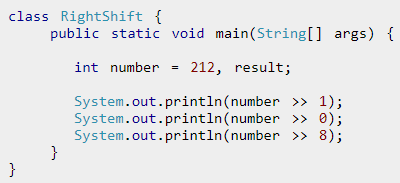 class RightShift {
public static void main(String[] args) {
int number = 212, result;
System.out.println(number >> 1);
System.out.println(number >> 0);
System.out.println(number >> 8);
}
}